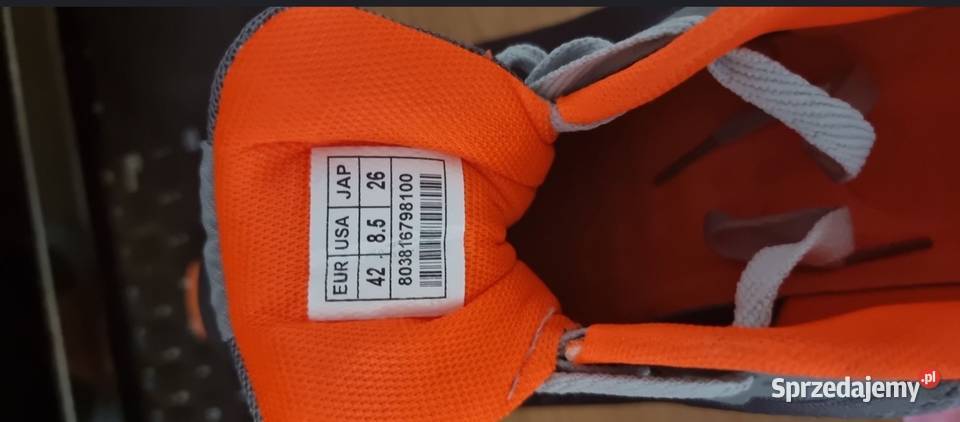 EUR USA JAP
42 8.5 26
803816798100
Sprzedajemy.pl